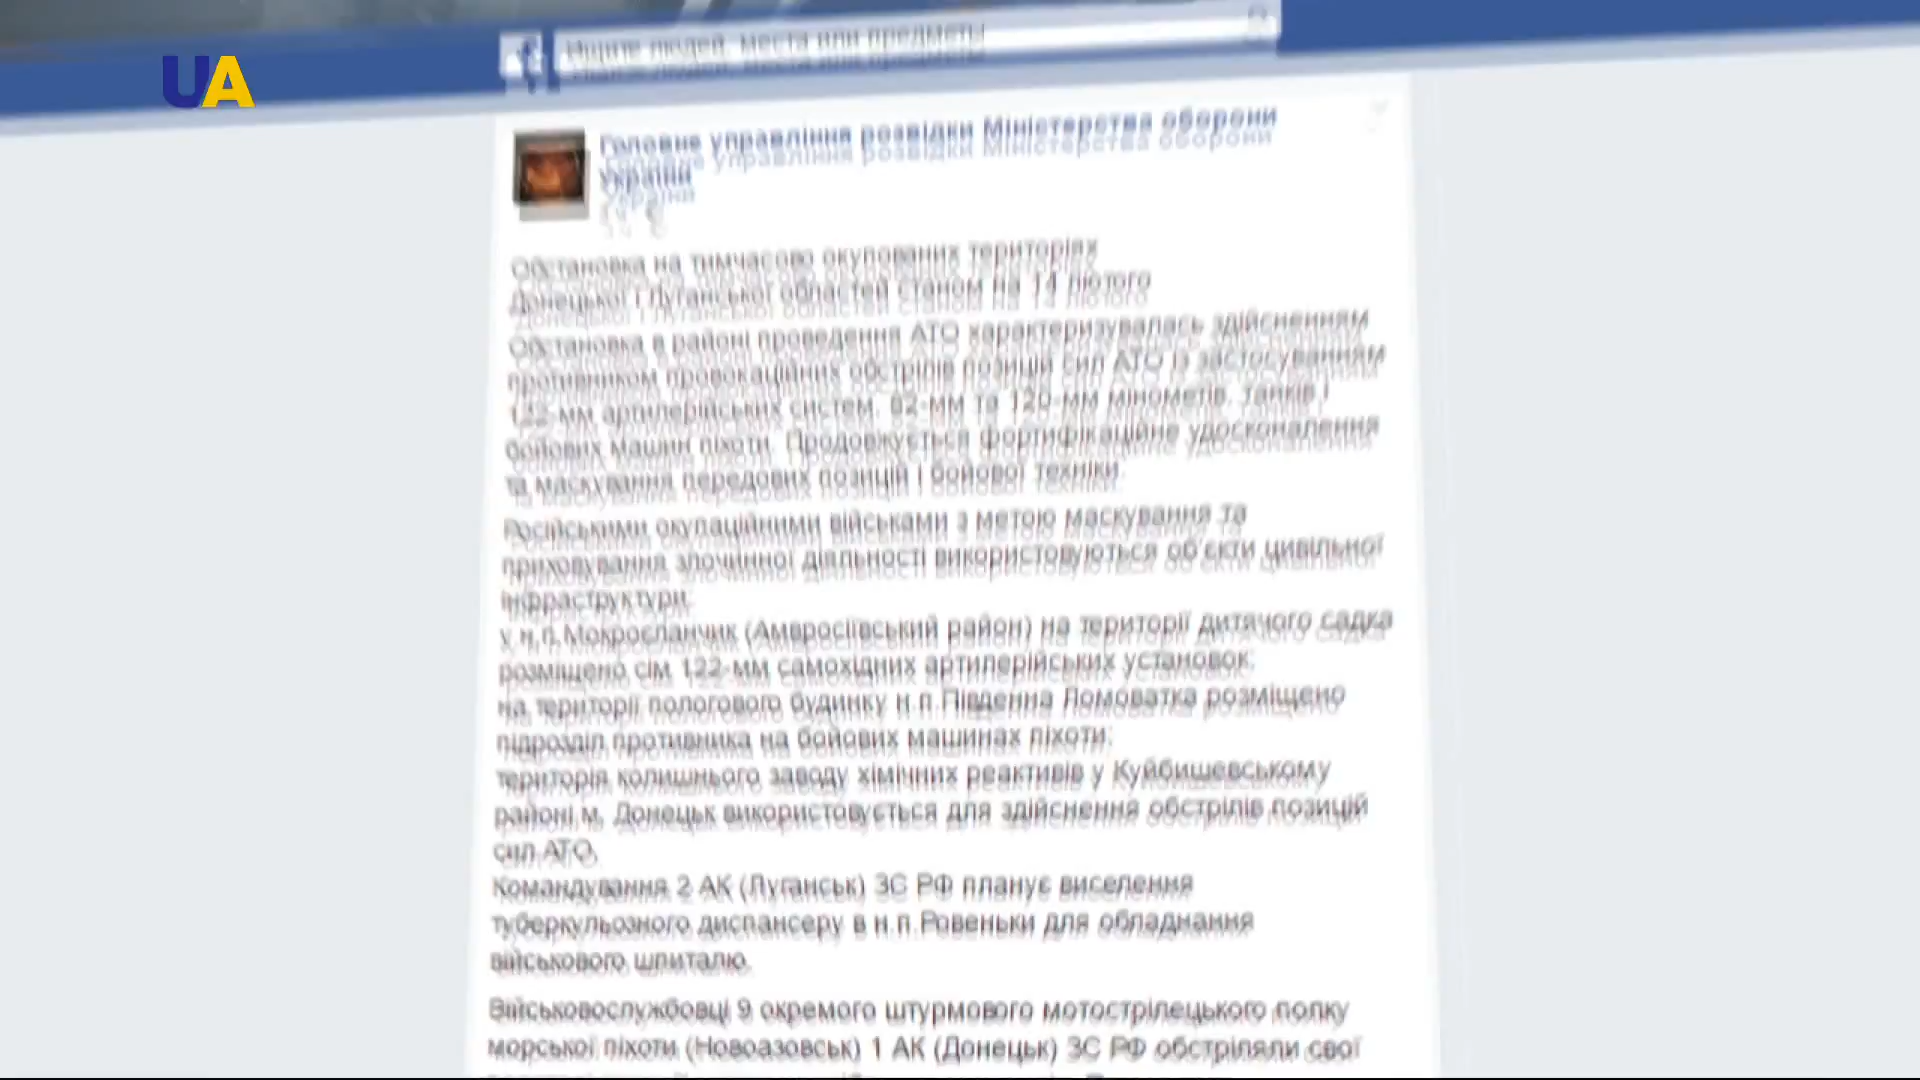 UA
Ищите людей, места или предметы
Головне управління розвідки Міністерства оборони
України
Обстановка на тимчасово окупованих територіях
Донецької і Луганської областей станом на 14 лютого
Обстановка в районі проведення АТО характеризувалась здійсненням
противником провокаційних обстрілів позицій сил АТО із застосуванням
122-мм артилерійських систем, 82-мм та 120-мм мінометів, танків і
бойових машин піхоти. Продовжується фортифікаційне удосконалення
та маскування передових позицій і бойової техніки.
Російськими окупаційними військами з метою маскування та
приховування злочинної діяльності використовуються об'єкти цивільної
інфраструктури:
у н.п.Мокроєланчик (Амвросіївський район) на території дитячого садка
розміщено сім 122-мм самохідних артилерійських установок;
на території пологового будинку н.п.Південна Ломоватка розміщено
підрозділ противника на бойових машинах піхоти;
територія колишнього заводу хімічних реактивів у Куйбишевському
районі м. Донецьк використовується для здійснення обстрілів позицій
сил АТО.
Командування 2 АК (Луганськ) ЗС РФ планує виселення
туберкульозного диспансеру в н.п.Ровеньки для обладнання
військового шпиталю.
Військовослужбовці 9 окремого штурмового мотострілецького полку
морської піхоти (Новоазовськ) 1 АК (Донецьк) ЗС РФ обстріляли свої